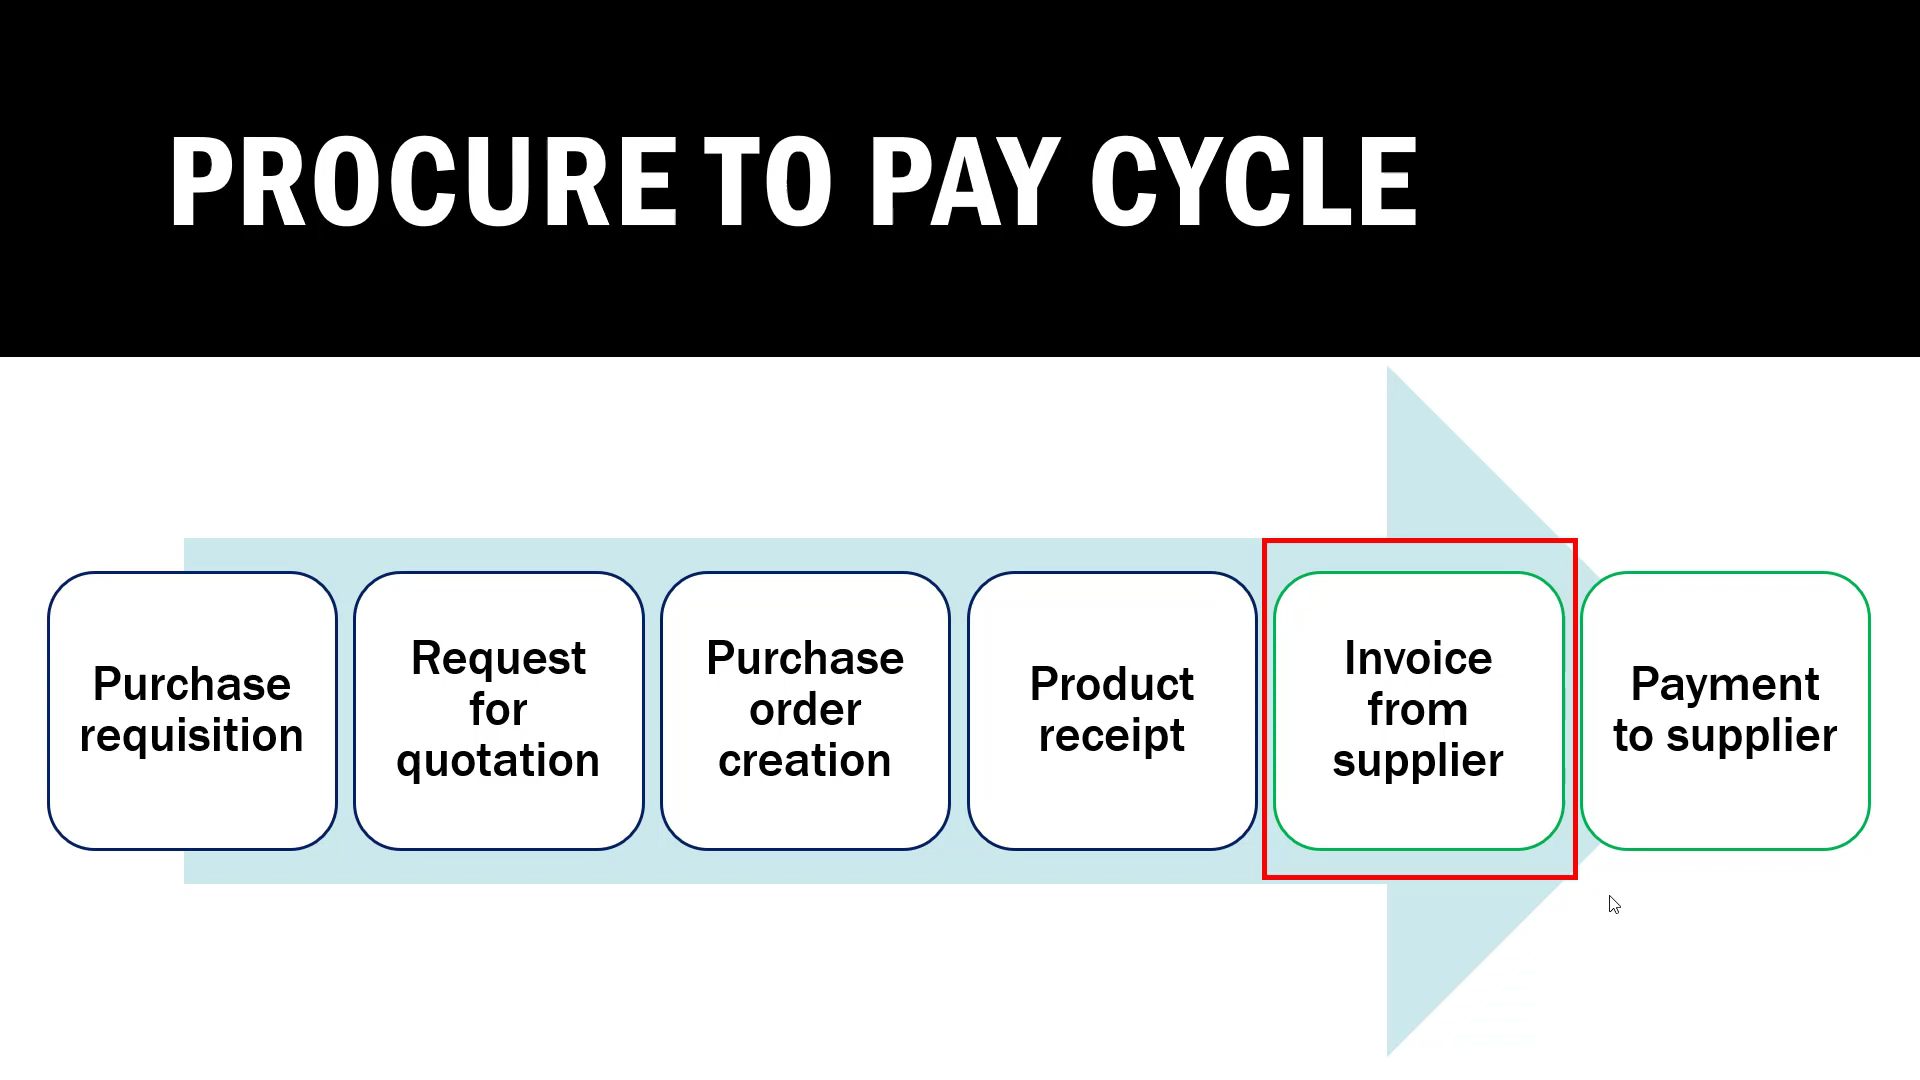 PROCURE TO PAY CYCLE
Purchase
requisition
Request
for
quotation
Purchase
order
creation
Product
receipt
Invoice
from
supplier
Payment
to supplier